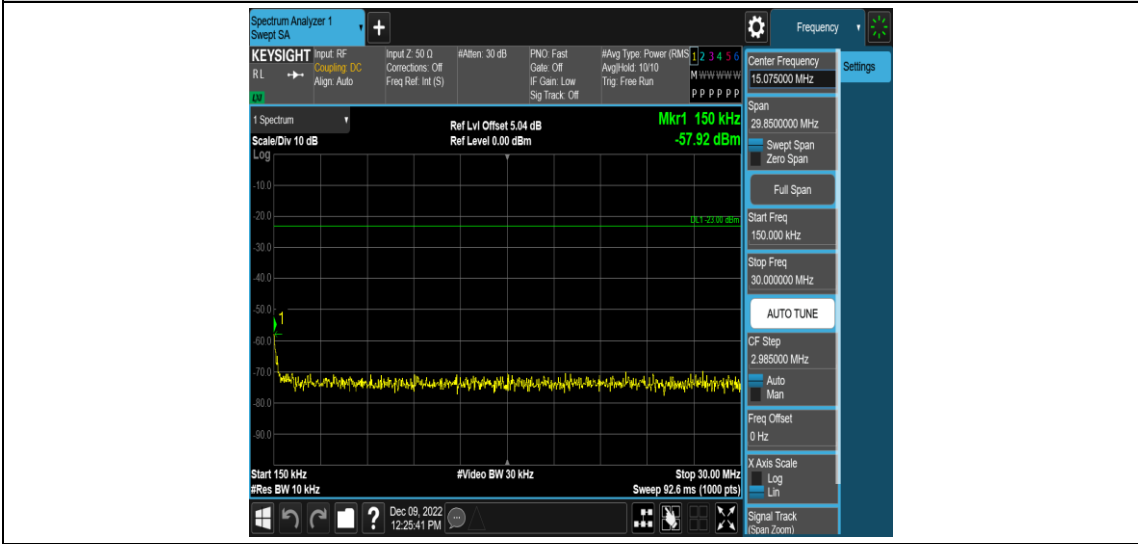 Spectrum Analyzer 1
Swept SA
Frequency
KEYSIGHT
RL
Input: RF
Coupling: DC
Align: Auto
Input Z: 50 Ω
Corrections: Off
Freq Ref: Int (S)
#Atten: 30 dB
PNO: Fast
Gate: Off
IF Gain: Low
Sig Track: Off
#Avg Type: Power (RMS
Avg|Hold: 10/10
Trig: Free Run
1 2 3 4 5 6
M W W W W W
P P P P P P
Settings
1 Spectrum
Scale/Div 10 dB
Log
Ref Lvl Offset 5.04 dB
Ref Level 0.00 dBm
Mkr1 150 kHz
-57.92 dBm
DL1 -23.00 dBm
-10.0
-20.0
-30.0
-40.0
-50.0
-60.0
-70.0
-80.0
-90.0
1
Start 150 kHz
#Res BW 10 kHz
#Video BW 30 kHz
Stop 30.00 MHz
Sweep 92.6 ms (1000 pts)
Center Frequency
15.075000 MHz
Span
29.8500000 MHz
Swept Span
Zero Span
Full Span
Start Freq
150.000 kHz
Stop Freq
30.000000 MHz
AUTO TUNE
CF Step
2.985000 MHz
Auto
Man
Freq Offset
0 Hz
X Axis Scale
Log
Lin
Signal Track
(Span Zoom)
?
Dec 09, 2022
12:25:41 PM